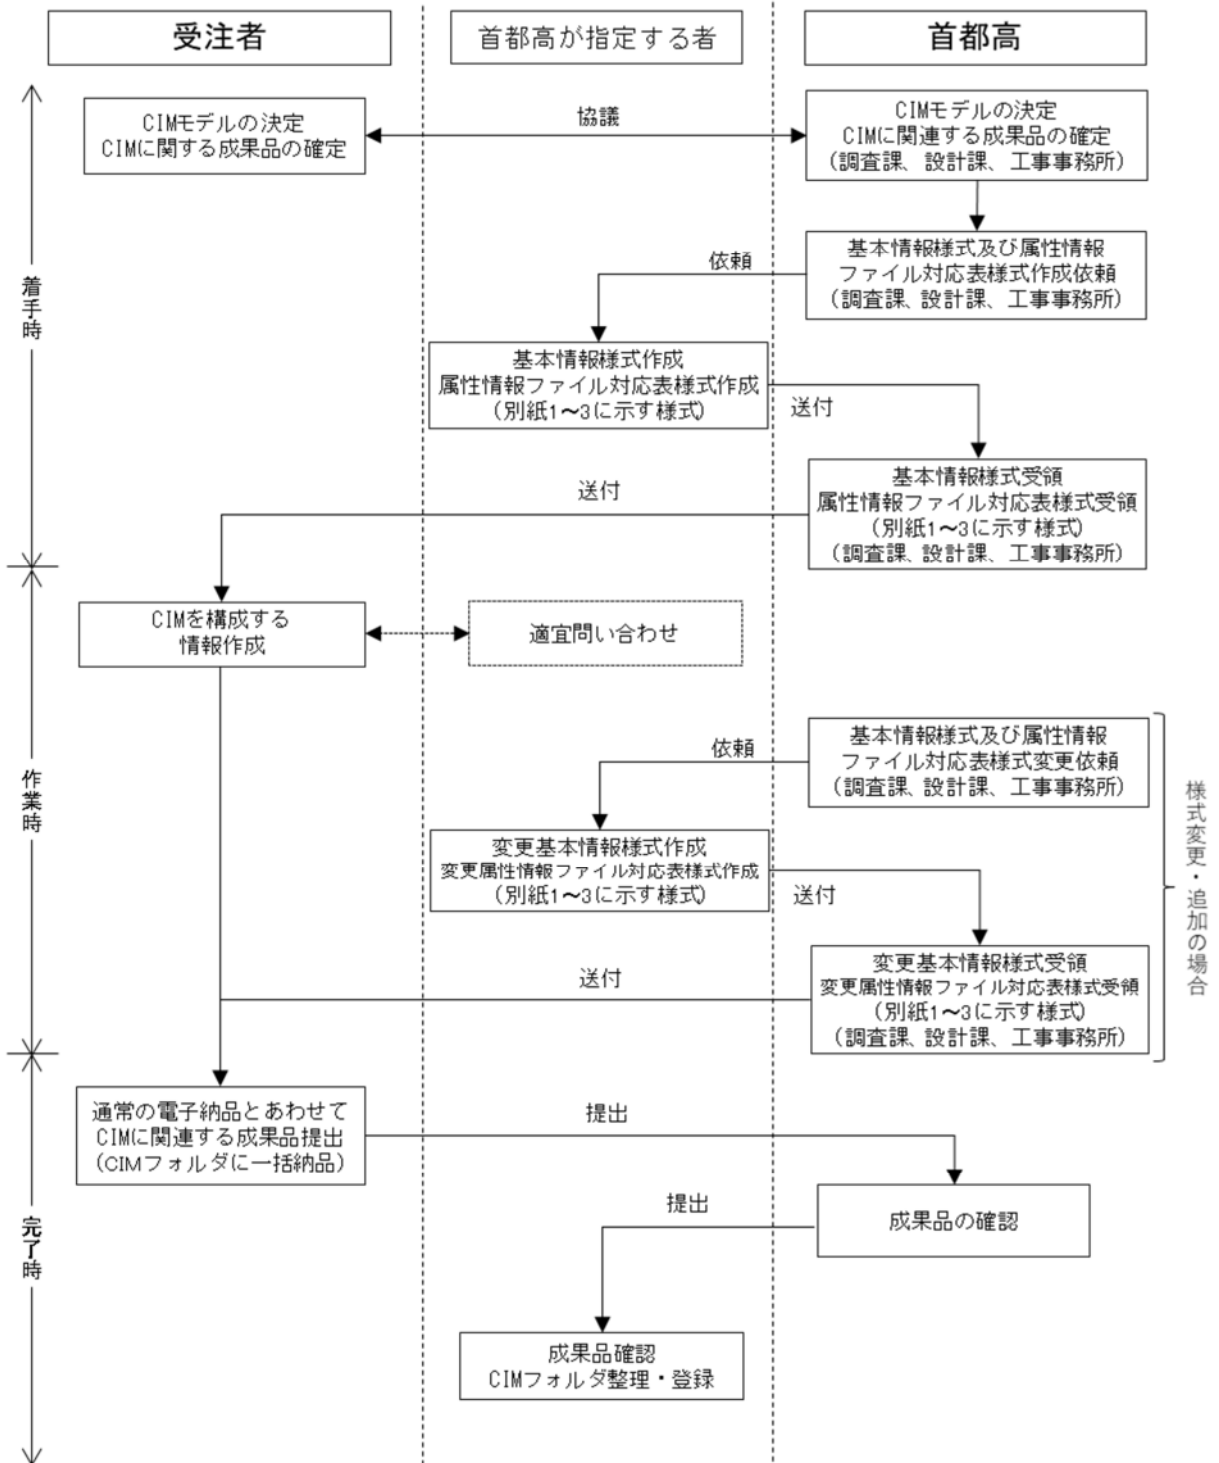 受注者
首都高が指定する者
首都高
CIMモデルの決定
CIMに関する成果品の確定
協議
CIMモデルの決定
CIMに関連する成果品の確定
(調査課、設計課、工事事務所)
基本情報様式及び属性情報
ファイル対応表様式作成依頼
(調査課、設計課、工事事務所)
依頼
着手時
基本情報様式作成
属性情報ファイル対応表様式作成
(別紙1～3に示す様式)
送付
基本情報様式受領
属性情報ファイル対応表様式受領
(別紙1～3に示す様式)
(調査課、設計課、工事事務所)
送付
CIMを構成する
情報作成
適宜問い合わせ
基本情報様式及び属性情報
ファイル対応表様式変更依頼
(調査課、設計課、工事事務所)
依頼
作業時
様式変更・追加の場合
変更基本情報様式作成
変更属性情報ファイル対応表様式作成
(別紙1～3に示す様式)
送付
変更基本情報様式受領
変更属性情報ファイル対応表様式受領
(別紙1～3に示す様式)
(調査課、設計課、工事事務所)
送付
通常の電子納品とあわせて
CIMに関連する成果品提出
(CIMフォルダに一括納品)
提出
成果品の確認
提出
完了時
成果品確認
CIMフォルダ整理・登録